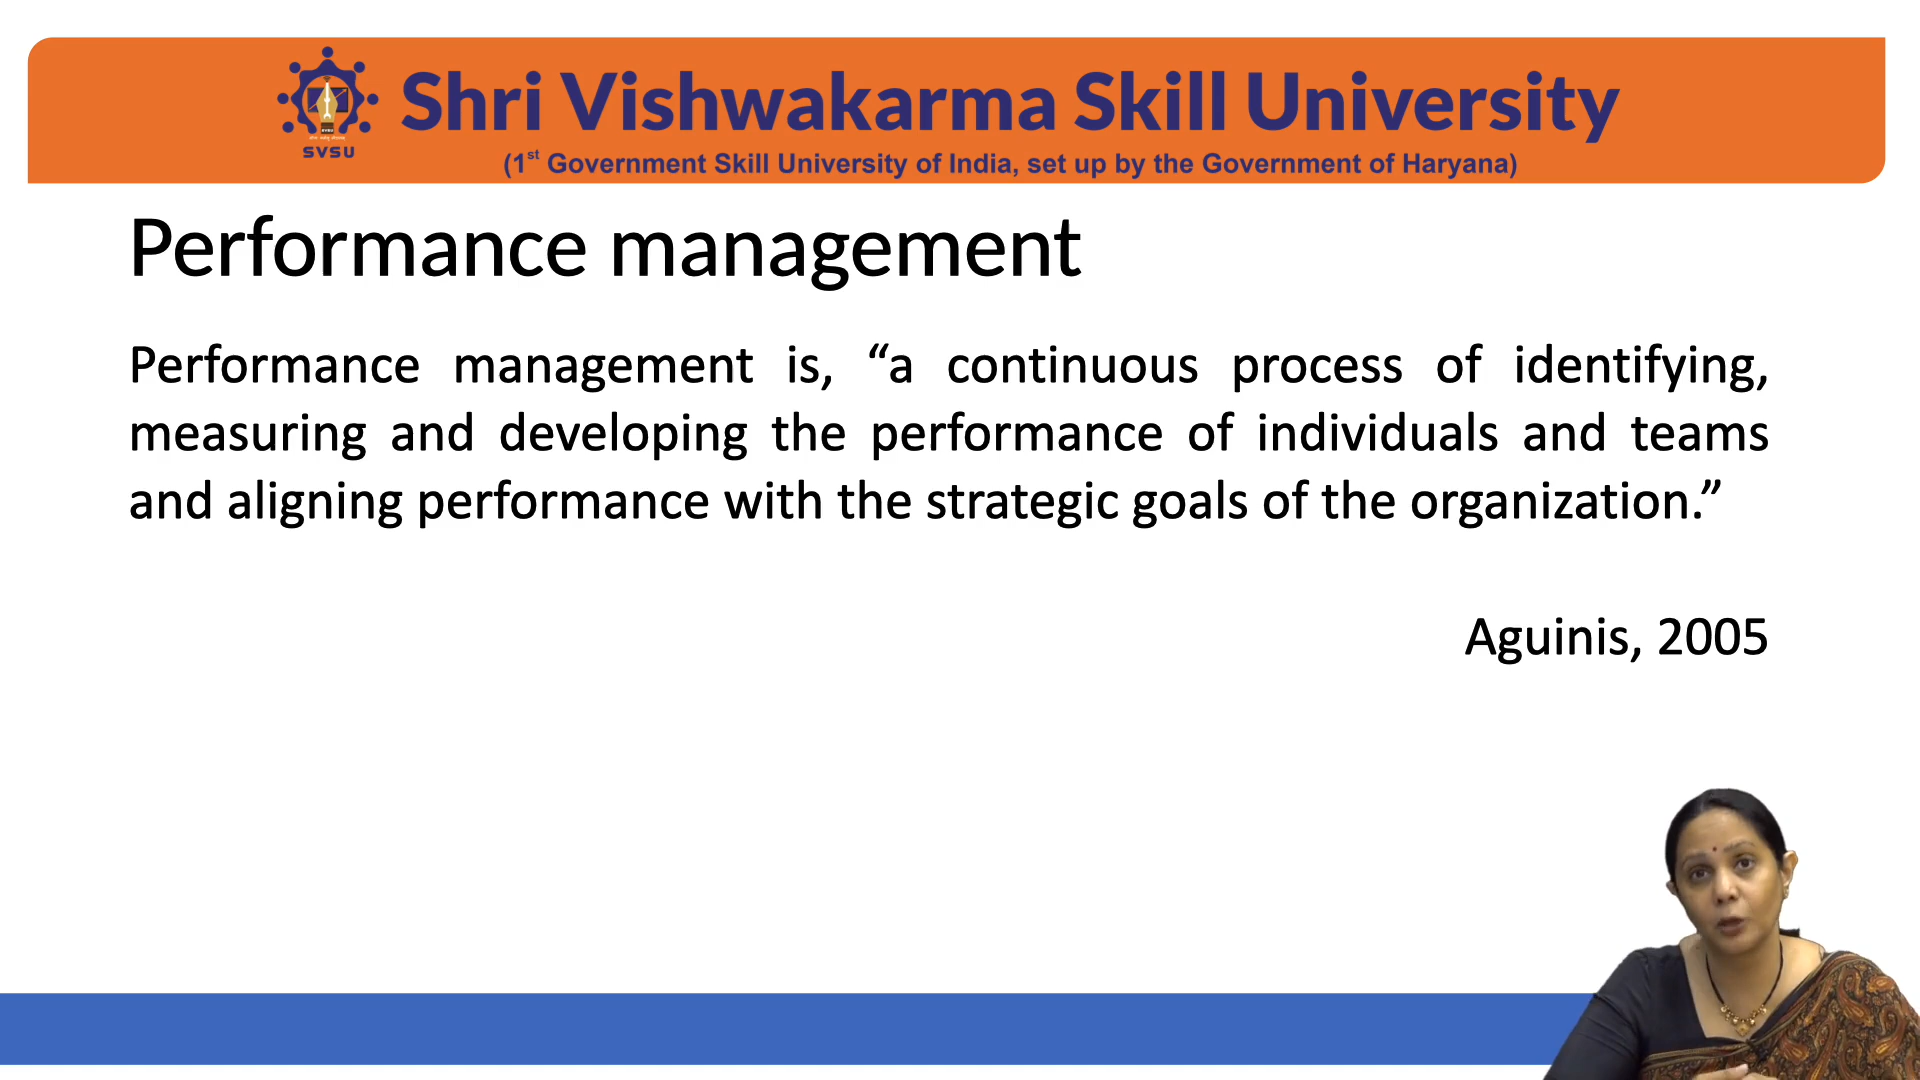 Shri Vishwakarma Skill University
SVSU
(1st Government Skill University of India, set up by the Government of Haryana)
Performance management
Performance management is, “a continuous process of identifying,
measuring and developing the performance of individuals and teams
and aligning performance with the strategic goals of the organization.”
Aguinis, 2005